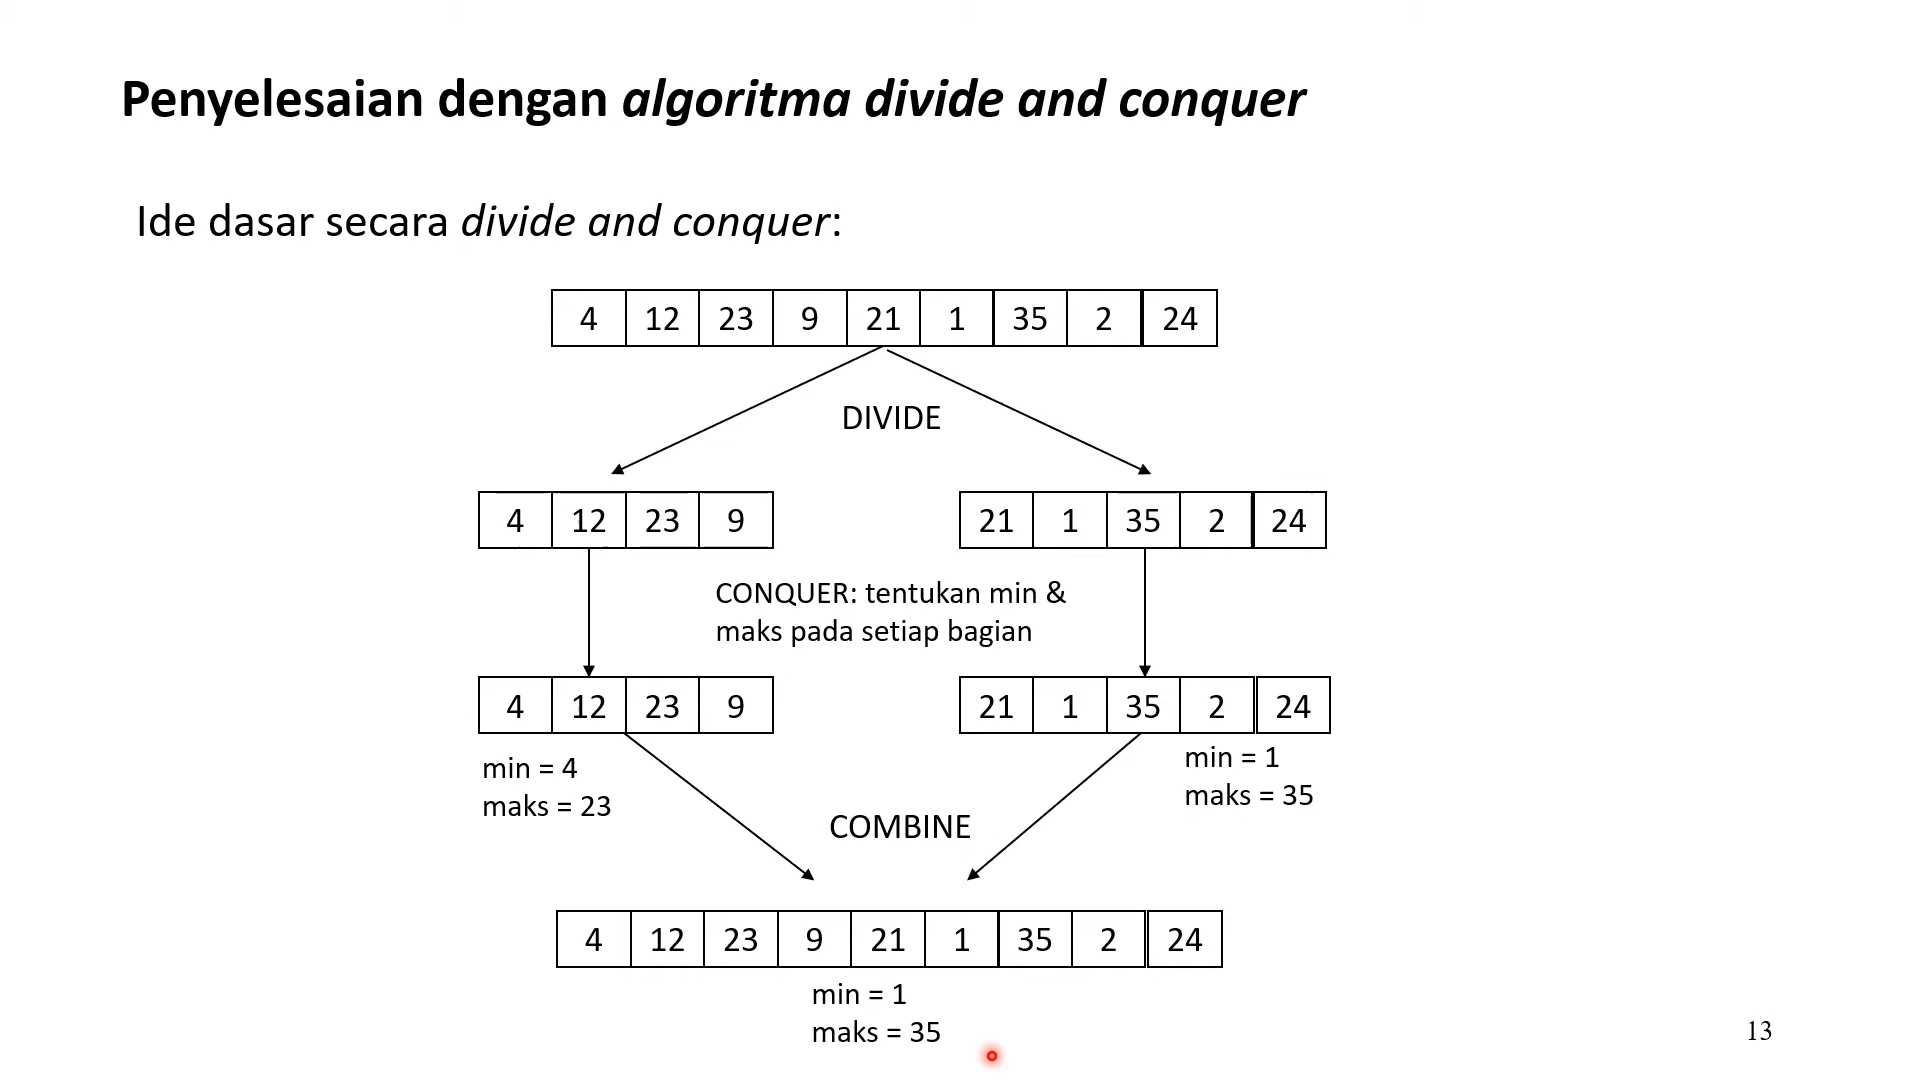 Penyelesaian dengan algoritma divide and conquer
Ide dasar secara divide and conquer:
4 12 23 9 21 1 35 2 24
DIVIDE
4 12 23 9 21 1 35 2 24
CONQUER: tentukan min &
maks pada setiap bagian
4 12 23 9 21 1 35 2 24
min = 4
maks = 23
min = 1
maks = 35
COMBINE
4 12 23 9 21 1 35 2 24
min = 1
maks = 35
13